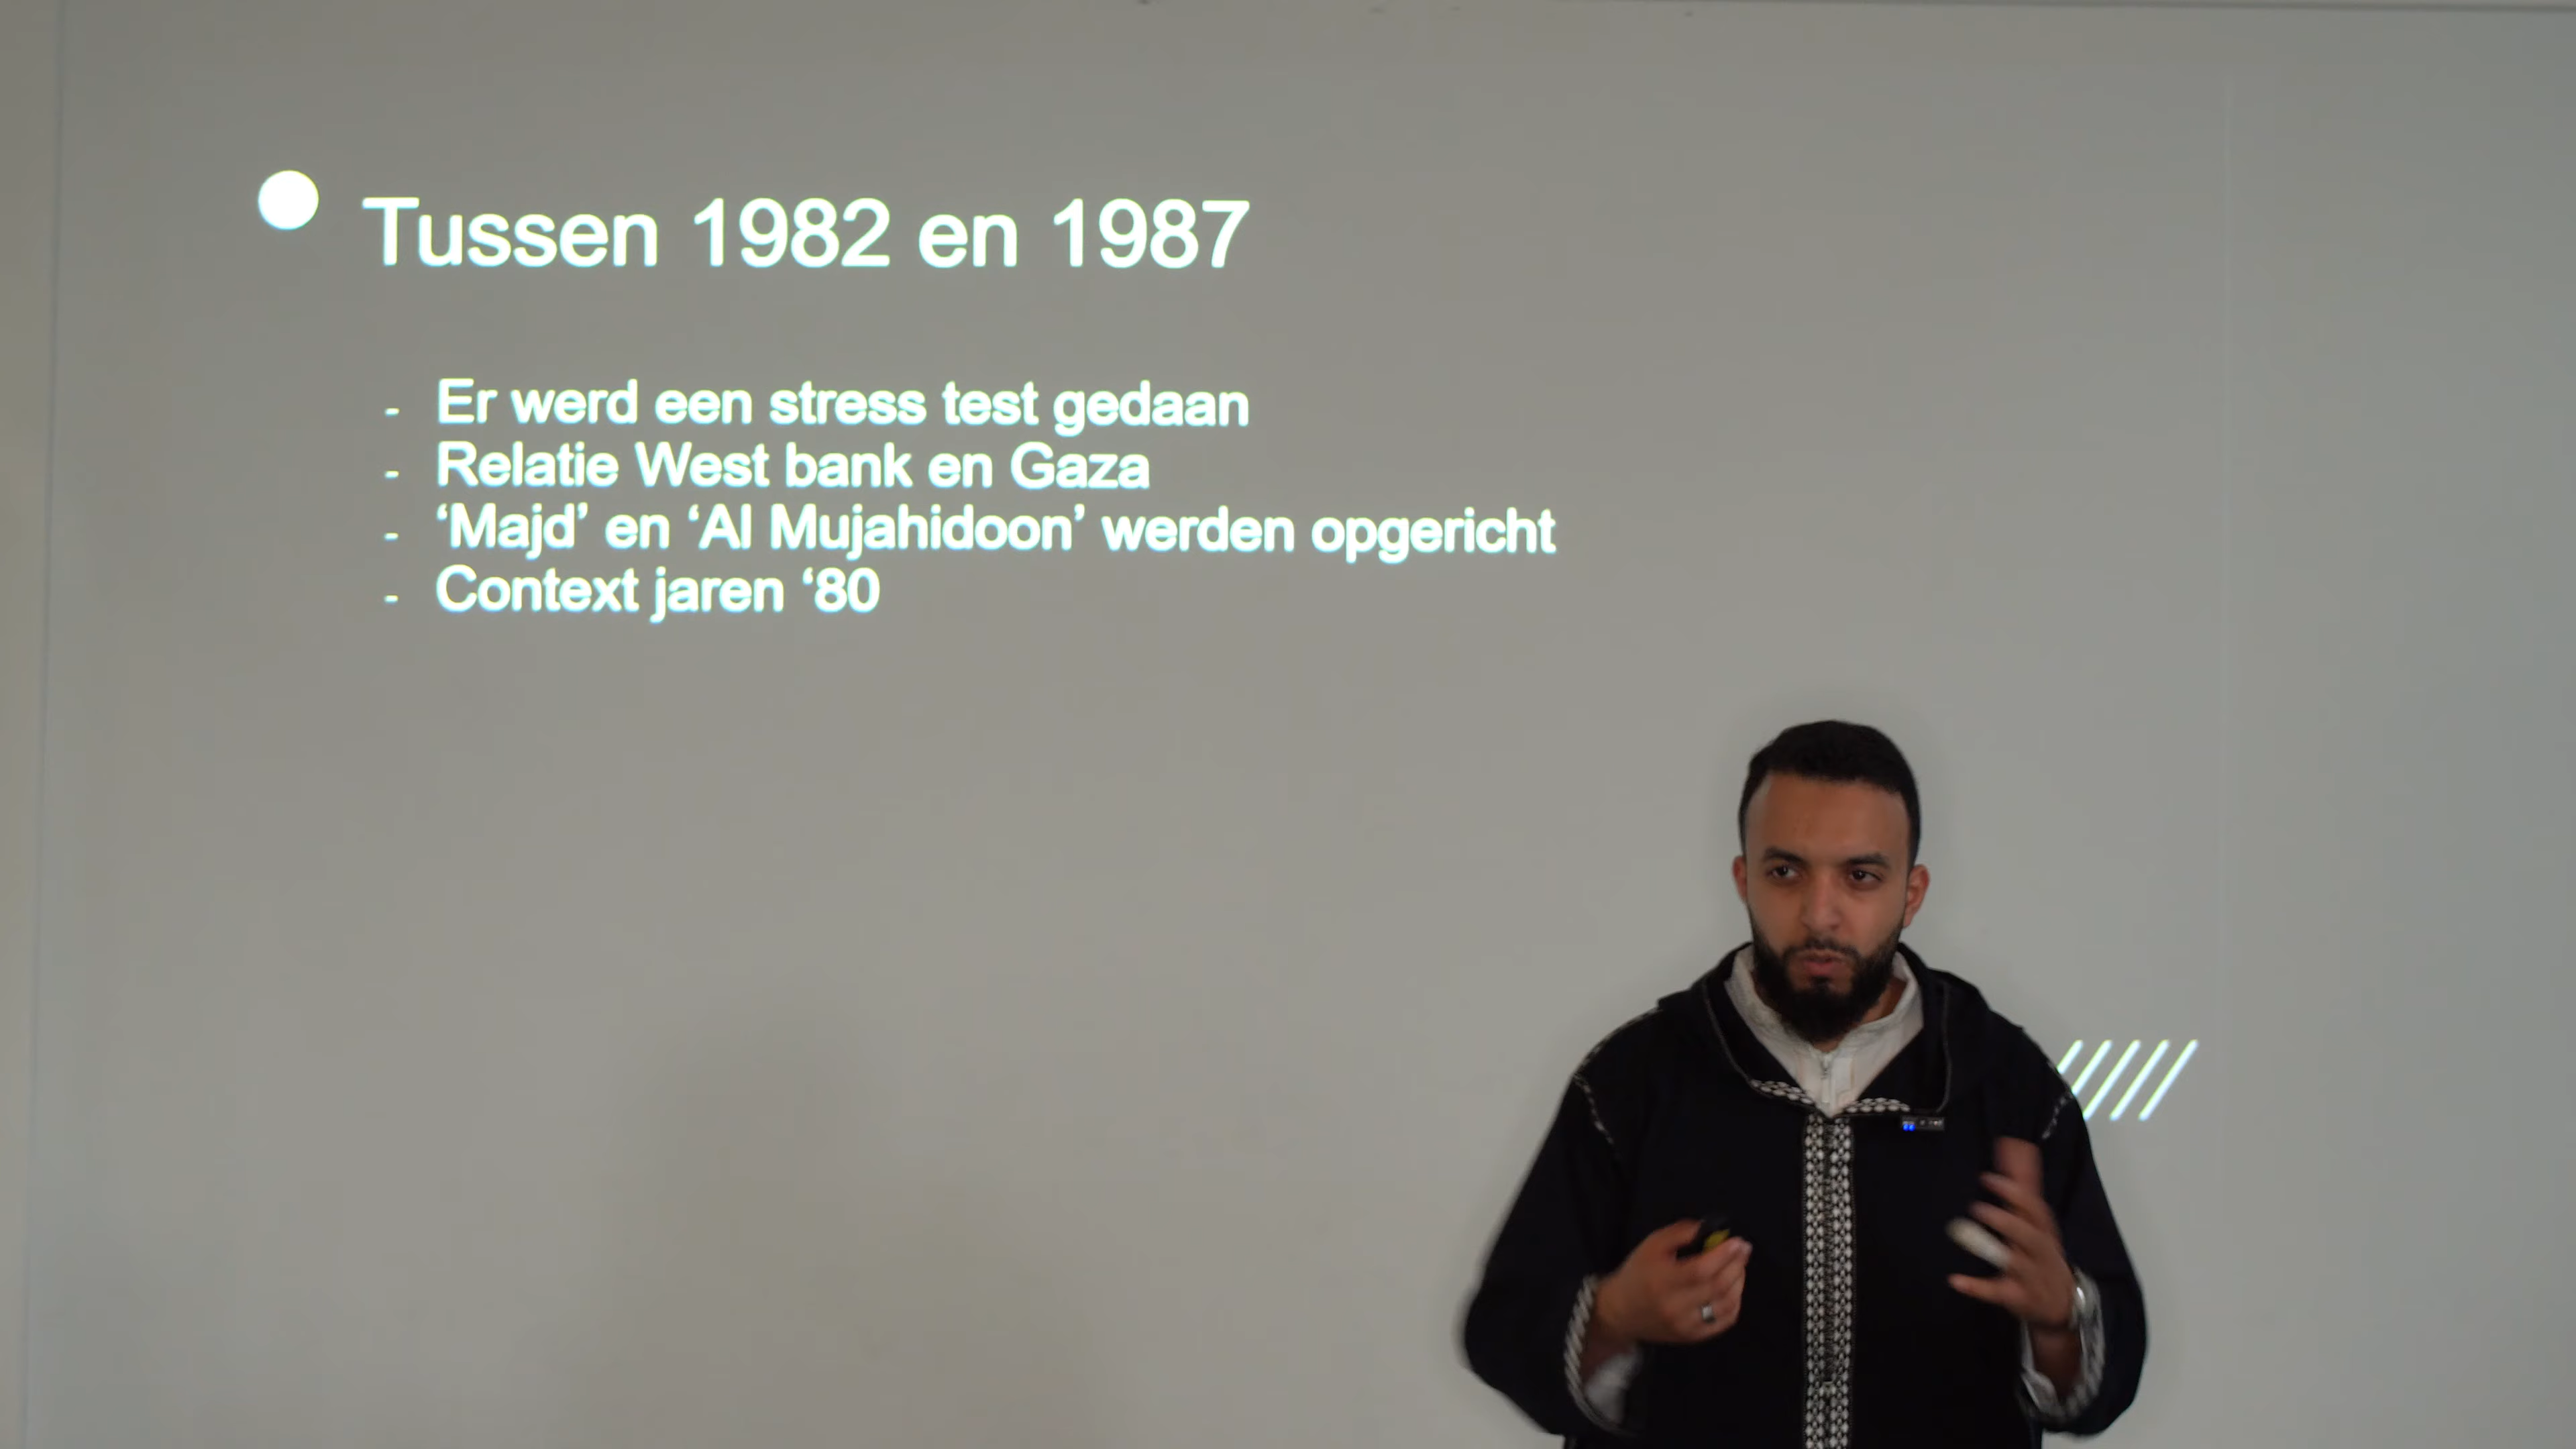 Tussen 1982 en 1987
- Er werd een stress test gedaan
- Relatie West bank en Gaza
- ‘Majd’ en ‘Al Mujahidoon’ werden opgericht
- Context jaren ‘80